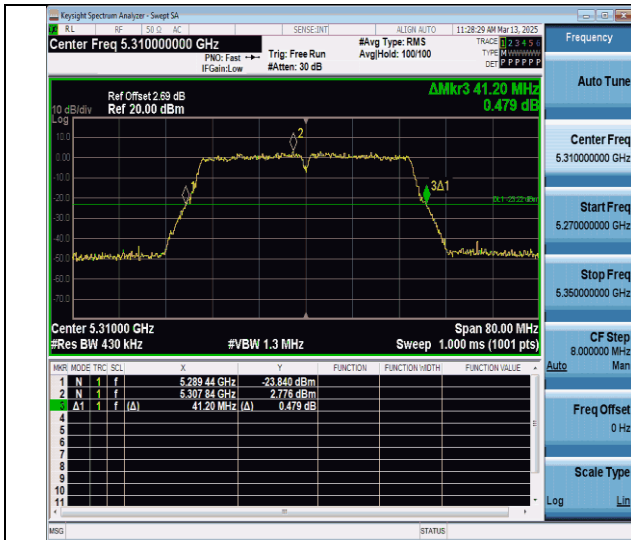 Keysight Spectrum Analyzer - Swept SA
RL RF 50 Ω AC SENSE:INT ALIGN AUTO 11:28:29 AM Mar 13, 2025
Center Freq 5.310000000 GHz
PNO: Fast
IFGain:Low
Trig: Free Run
#Atten: 30 dB
#Avg Type: RMS
Avg|Hold: 100/100
TRACE 1 2 3 4 5 6
TYPE M WWWWW
DET P P P P P P
Ref Offset 2.69 dB
Ref 20.00 dBm
ΔMkr3 41.20 MHz
0.479 dB
10 dB/div
Log
10.0
0.00
-10.0
-20.0
-30.0
-40.0
-50.0
-60.0
-70.0
1
2
3Δ1
DL1 -23.22 dBm
Center 5.31000 GHz
Span 80.00 MHz
#Res BW 430 kHz
#VBW 1.3 MHz
Sweep 1.000 ms (1001 pts)
MKR MODE TRC SCL X Y FUNCTION FUNCTION WIDTH FUNCTION VALUE
1 N 1 f 5.289 44 GHz -23.840 dBm
2 N 1 f 5.307 84 GHz 2.776 dBm
3 Δ1 1 f (Δ) 41.20 MHz (Δ) 0.479 dB
4
5
6
7
8
9
10
11
MSG
STATUS
Frequency
Auto Tune
Center Freq
5.310000000 GHz
Start Freq
5.270000000 GHz
Stop Freq
5.350000000 GHz
CF Step
8.000000 MHz
Auto Man
Freq Offset
0 Hz
Scale Type
Log Lin